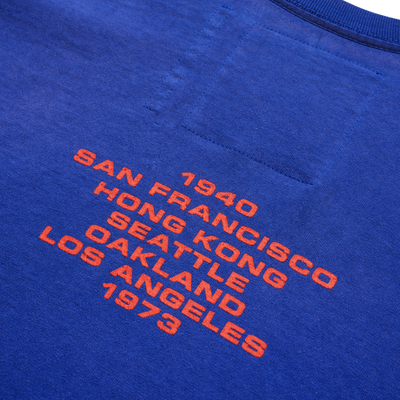 1940
SAN FRANCISCO
HONG KONG
SEATTLE
OAKLAND
LOS ANGELES
1973